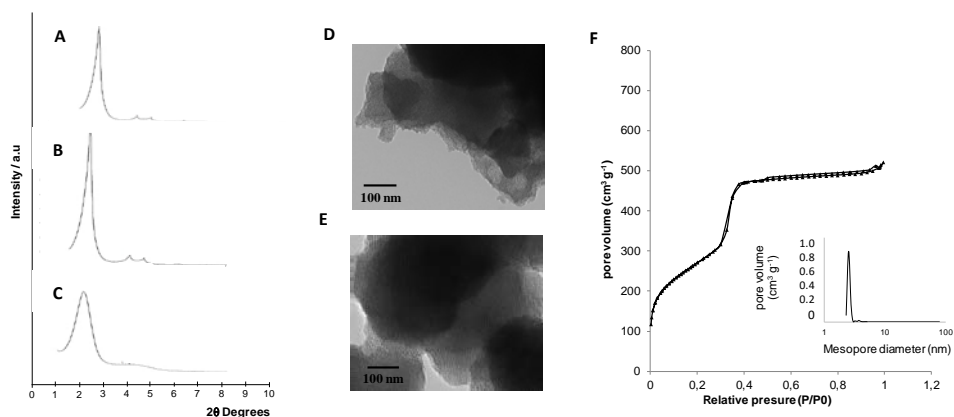 A
B
C
Intensity / a.u
0 1 2 3 4 5 6 7 8 9 10
2θ Degrees
D
100 nm
E
100 nm
F
800
700
600
500
400
300
200
100
0
pore volume (cm³ g⁻¹)
0 0,2 0,4 0,6 0,8 1 1,2
Relative presure (P/P0)
pore volume
(cm³ g⁻¹)
1.0
0.8
0.6
0.4
0.2
0
1 10 100
Mesopore diameter (nm)